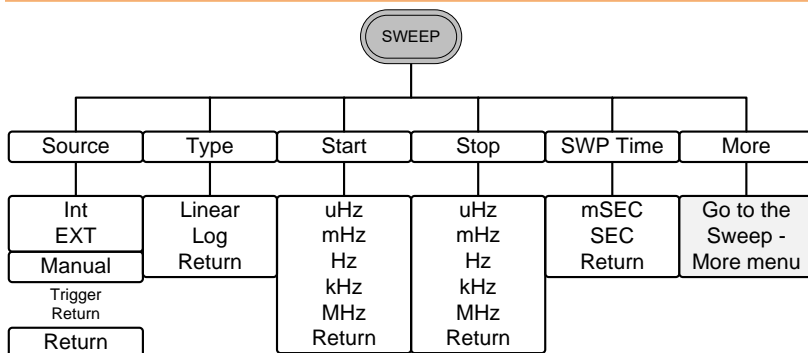 SWEEP
Source
Type
Start
Stop
SWP Time
More
Int
EXT
Manual
Trigger
Return
Return
Linear
Log
Return
uHz
mHz
Hz
kHz
MHz
Return
uHz
mHz
Hz
kHz
MHz
Return
mSEC
SEC
Return
Go to the
Sweep -
More menu